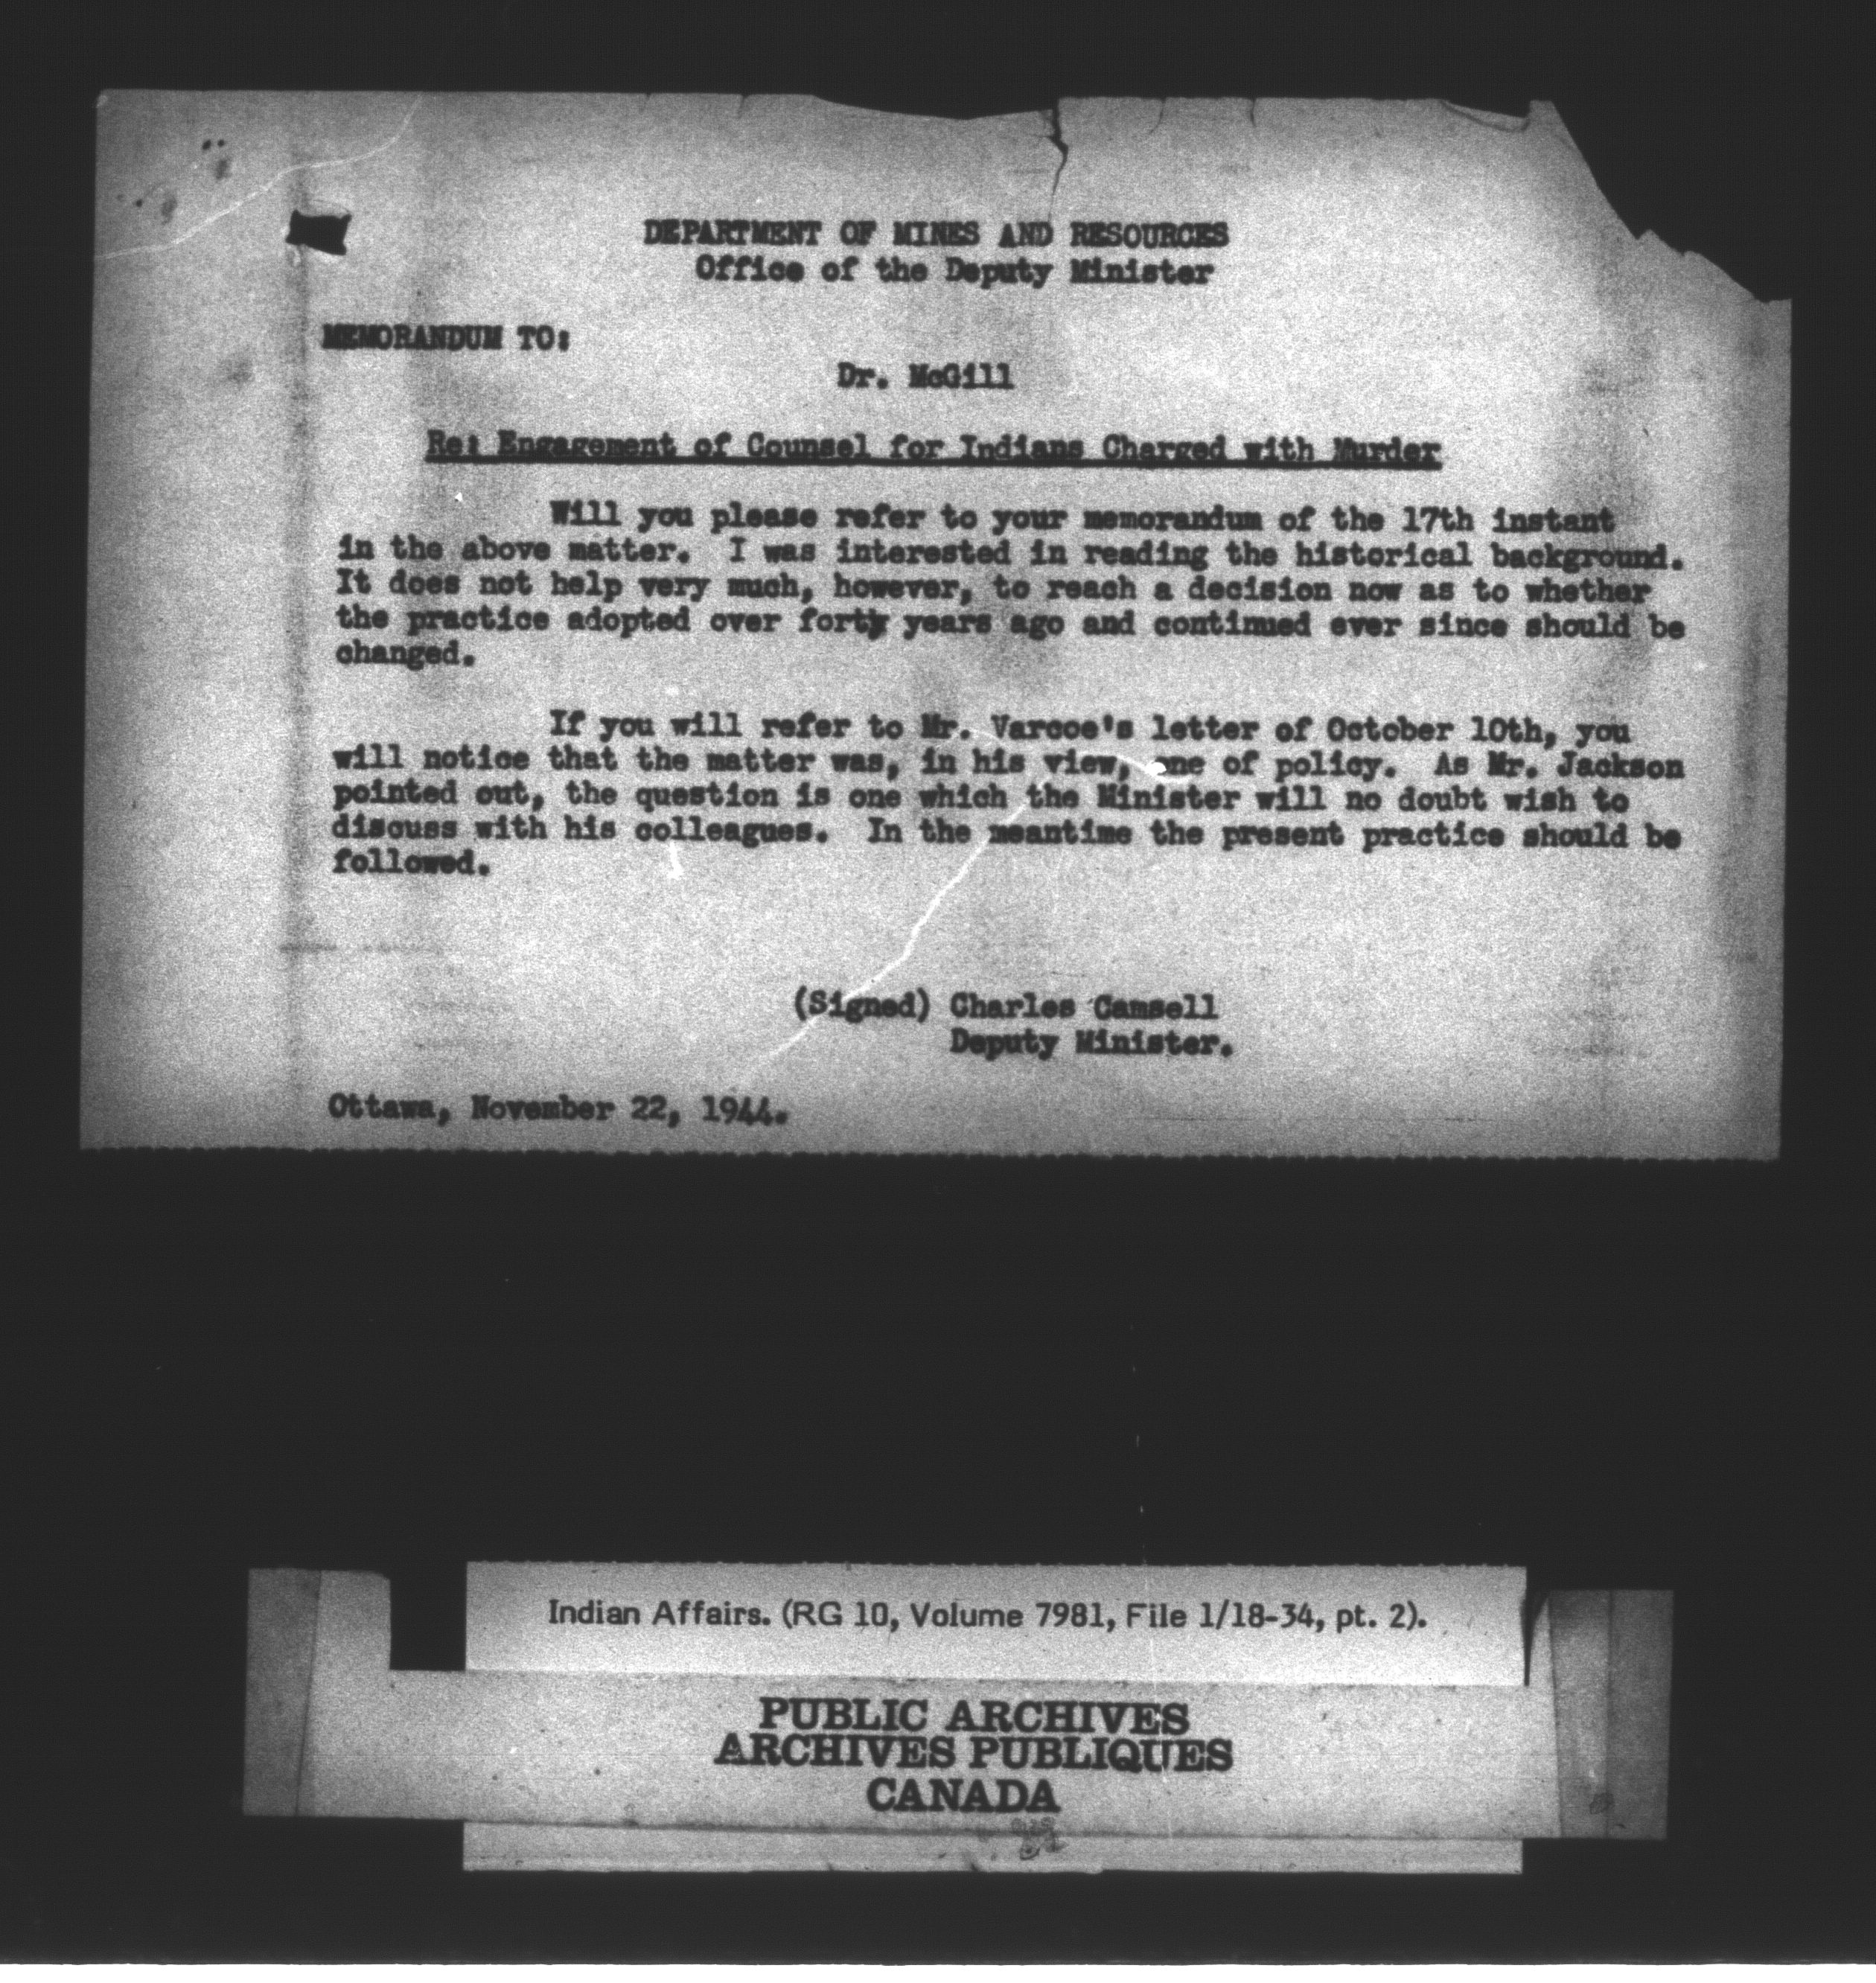 DEPARTMENT OF MINES AND RESOURCES
Office of the Deputy Minister
MEMORANDUM TO:
Dr. McGill
Re: Engagement of Counsel for Indians Charged with Murder
Will you please refer to your memorandum of the 17th instant
in the above matter. I was interested in reading the historical background.
It does not help very much, however, to reach a decision now as to whether
the practice adopted over forty years ago and continued ever since should be
changed.
If you will refer to Mr. Varcoe's letter of October 10th, you
will notice that the matter was, in his view, one of policy. As Mr. Jackson
pointed out, the question is one which the Minister will no doubt wish to
discuss with his colleagues. In the meantime the present practice should be
followed.
(Signed) Charles Camsell
Deputy Minister.
Ottawa, November 22, 1944.
Indian Affairs. (RG 10, Volume 7981, File 1/18-34, pt. 2).
PUBLIC ARCHIVES
ARCHIVES PUBLIQUES
CANADA